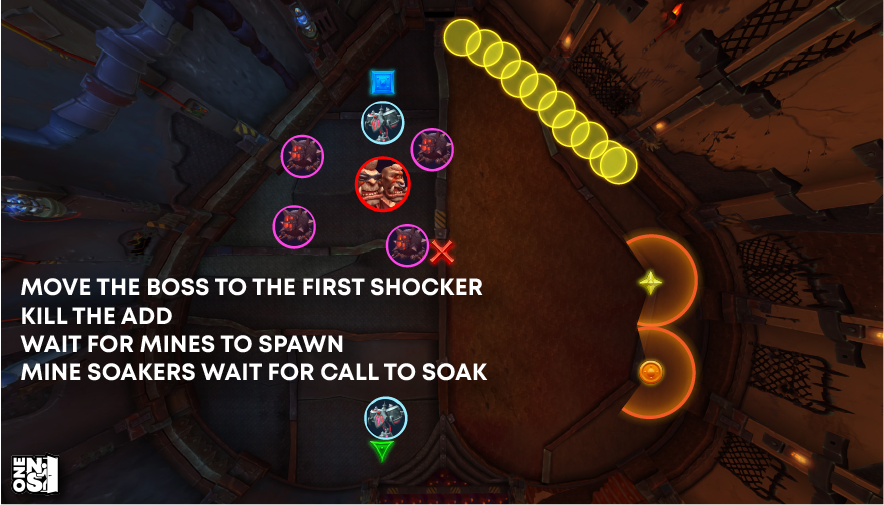 MOVE THE BOSS TO THE FIRST SHOCKER
KILL THE ADD
WAIT FOR MINES TO SPAWN
MINE SOAKERS WAIT FOR CALL TO SOAK